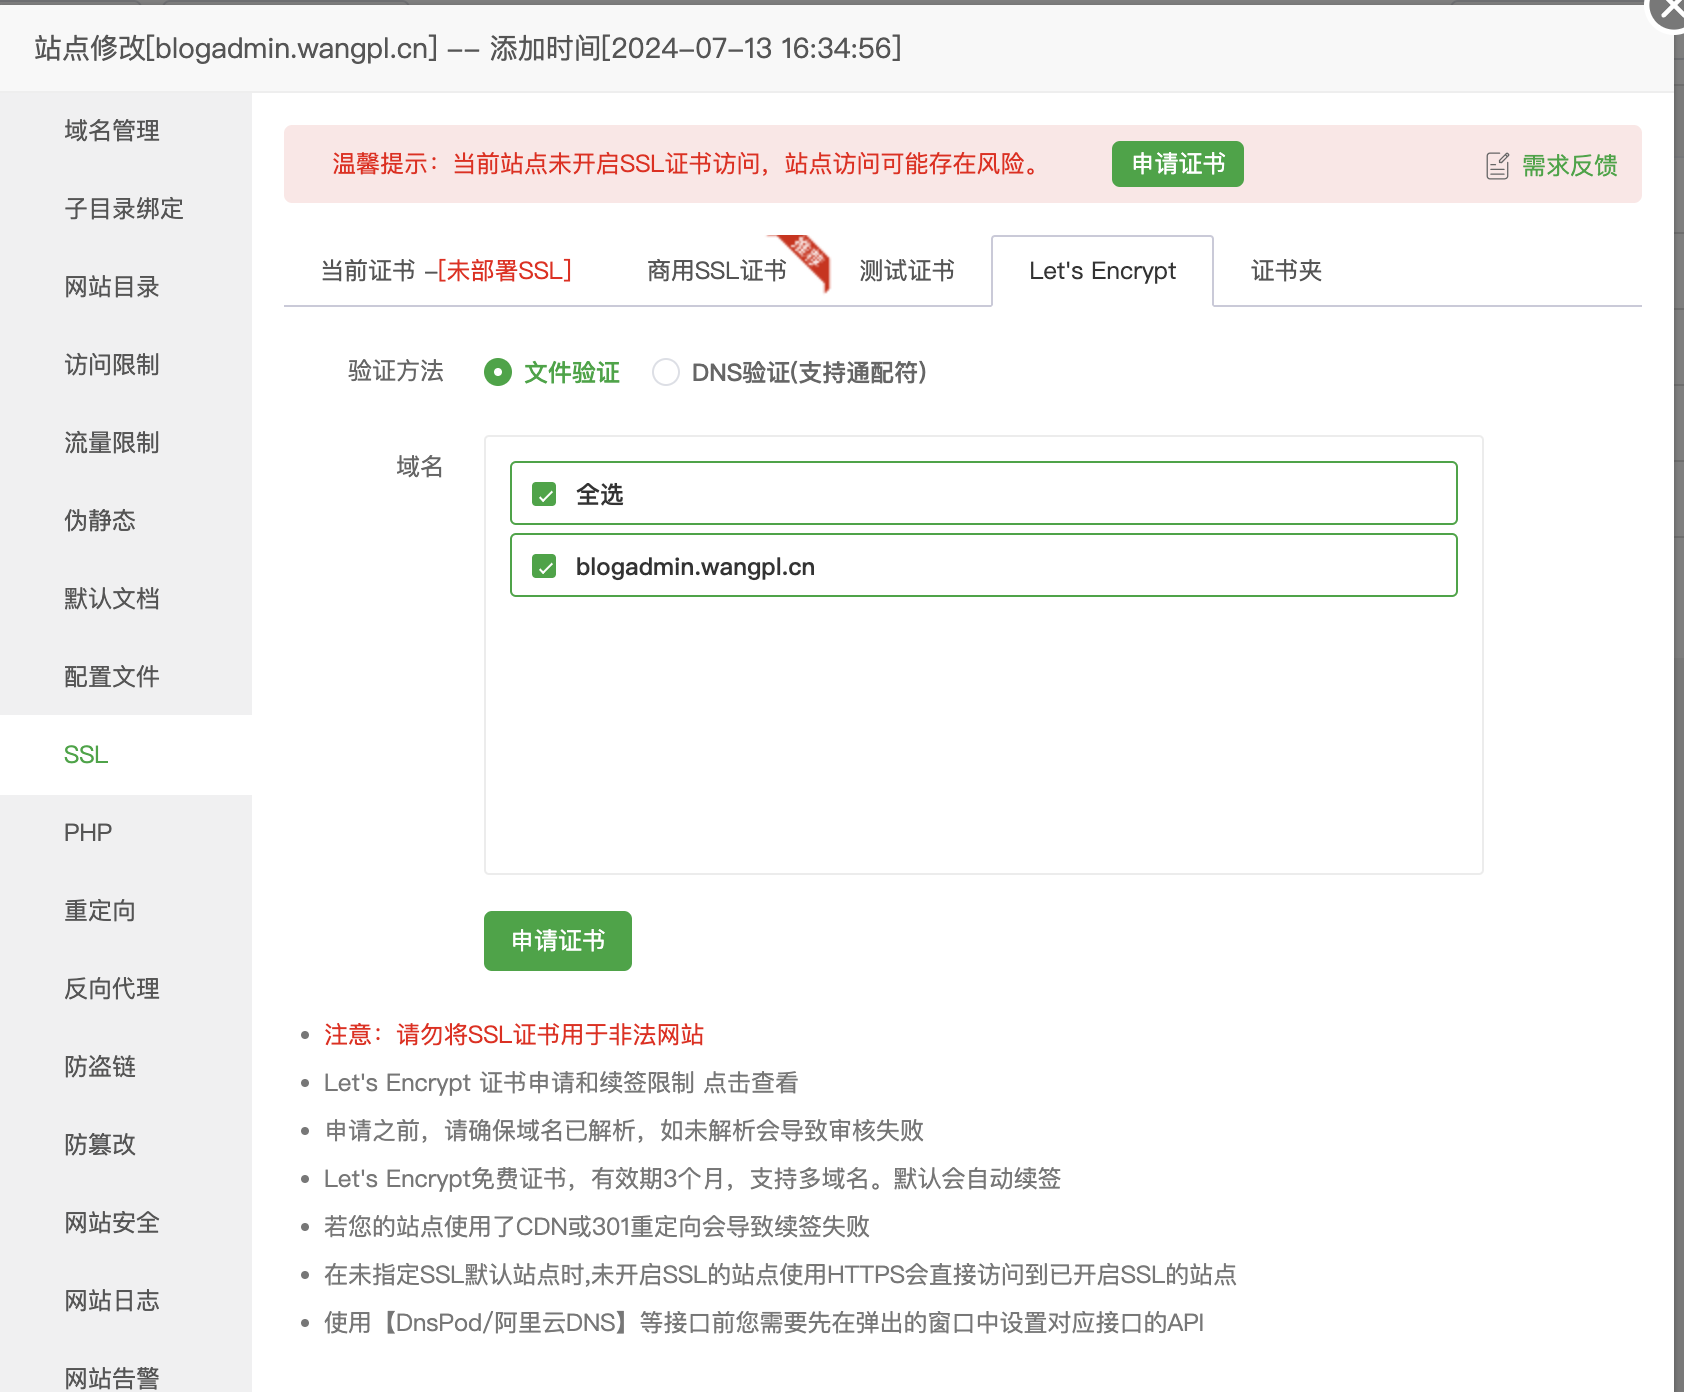 站点修改[blogadmin.wangpl.cn] -- 添加时间[2024-07-13 16:34:56]
域名管理
子目录绑定
网站目录
访问限制
流量限制
伪静态
默认文档
配置文件
SSL
PHP
重定向
反向代理
防盗链
防篡改
网站安全
网站日志
网站告警
温馨提示：当前站点未开启SSL证书访问，站点访问可能存在风险。 申请证书 需求反馈
当前证书 -[未部署SSL] 商用SSL证书 推荐 测试证书 Let's Encrypt 证书夹
验证方法 文件验证 DNS验证(支持通配符)
域名
全选
blogadmin.wangpl.cn
申请证书
注意：请勿将SSL证书用于非法网站
Let's Encrypt 证书申请和续签限制 点击查看
申请之前，请确保域名已解析，如未解析会导致审核失败
Let's Encrypt免费证书，有效期3个月，支持多域名。默认会自动续签
若您的站点使用了CDN或301重定向会导致续签失败
在未指定SSL默认站点时,未开启SSL的站点使用HTTPS会直接访问到已开启SSL的站点
使用【DnsPod/阿里云DNS】等接口前您需要先在弹出的窗口中设置对应接口的API